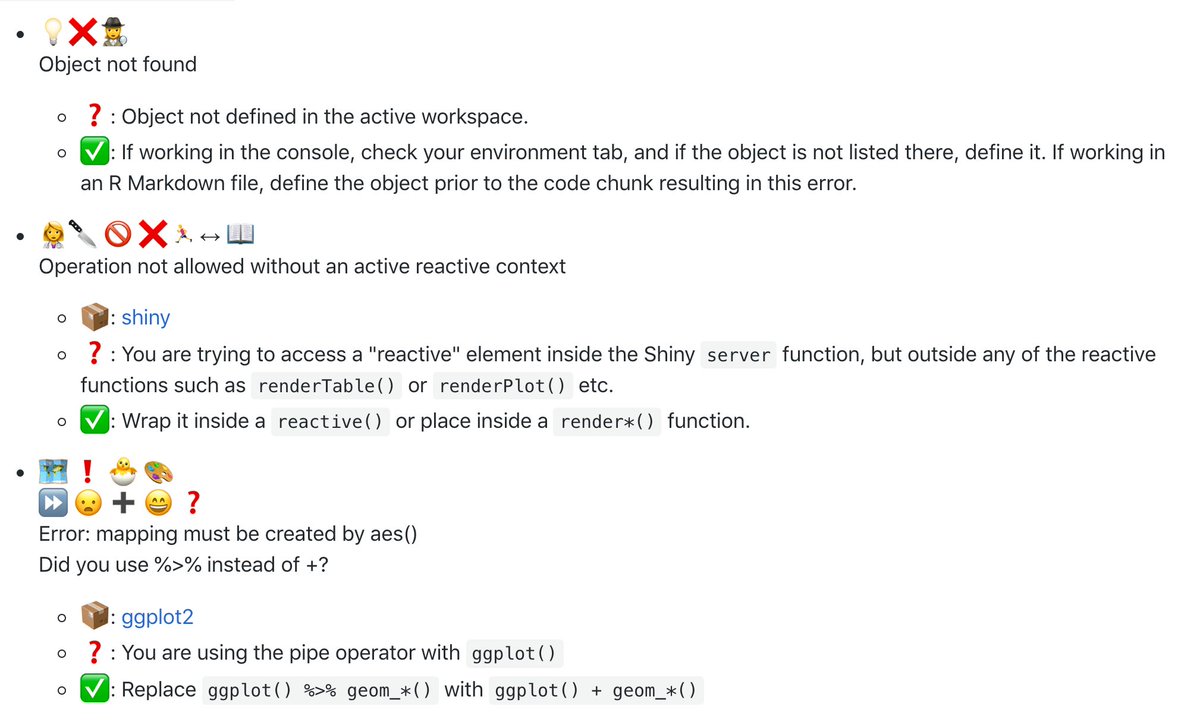 • 💡❌🕵️‍♀️
Object not found
○ ❓: Object not defined in the active workspace.
○ ✅: If working in the console, check your environment tab, and if the object is not listed there, define it. If working in
an R Markdown file, define the object prior to the code chunk resulting in this error.
• 👩‍⚕️🔪🚫❌🏃↔️📖
Operation not allowed without an active reactive context
○ 📦: shiny
○ ❓: You are trying to access a "reactive" element inside the Shiny server function, but outside any of the reactive
functions such as renderTable() or renderPlot() etc.
○ ✅: Wrap it inside a reactive() or place inside a render*() function.
• 🗺️❗🐣🎨
⏩😦➕😄❓
Error: mapping must be created by aes()
Did you use %>% instead of +?
○ 📦: ggplot2
○ ❓: You are using the pipe operator with ggplot()
○ ✅: Replace ggplot() %>% geom_*() with ggplot() + geom_*()